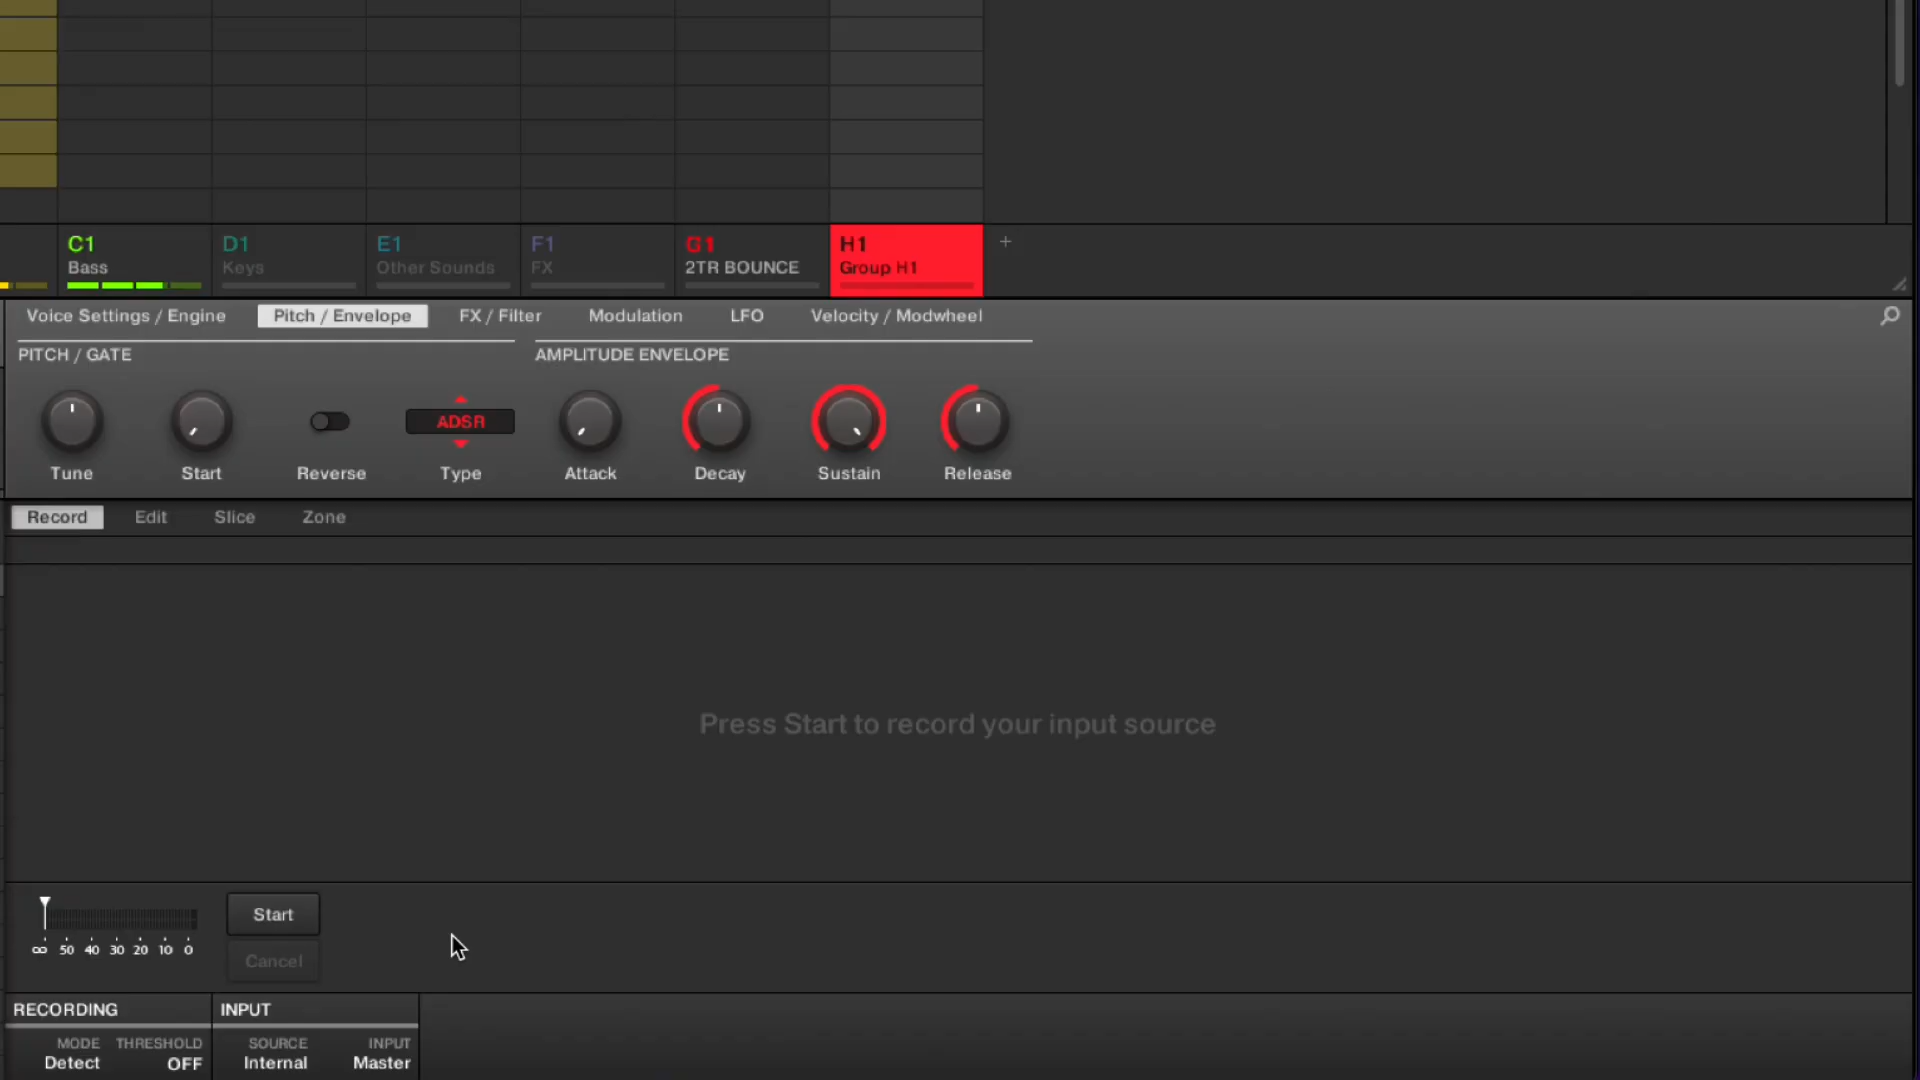 C1 D1 E1 F1 G1 H1 +
Bass Keys Other Sounds FX 2TR BOUNCE Group H1
Voice Settings / Engine Pitch / Envelope FX / Filter Modulation LFO Velocity / Modwheel
PITCH / GATE AMPLITUDE ENVELOPE
ADSR
Tune Start Reverse Type Attack Decay Sustain Release
Record Edit Slice Zone
Press Start to record your input source
Start
∞ 50 40 30 20 10 0
Cancel
RECORDING INPUT
MODE THRESHOLD SOURCE INPUT
Detect OFF Internal Master